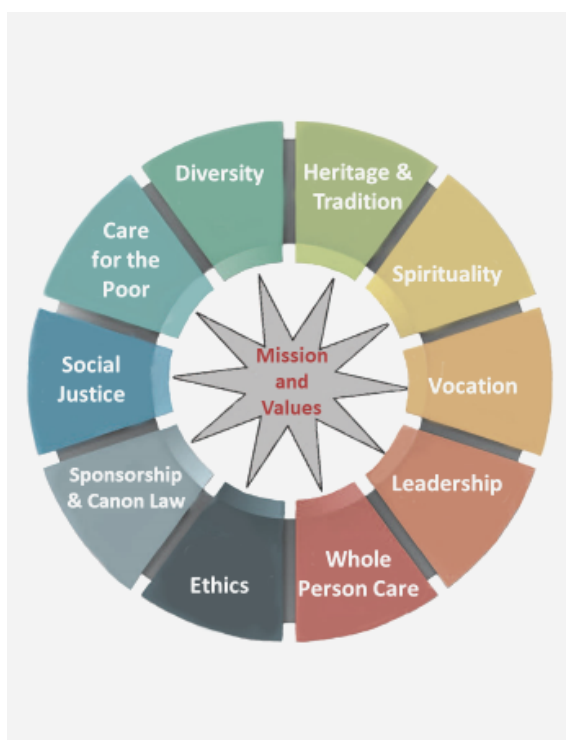 Diversity
Heritage &
Tradition
Spirituality
Vocation
Leadership
Whole
Person Care
Ethics
Sponsorship
& Canon Law
Social
Justice
Care
for the
Poor
Mission
and
Values